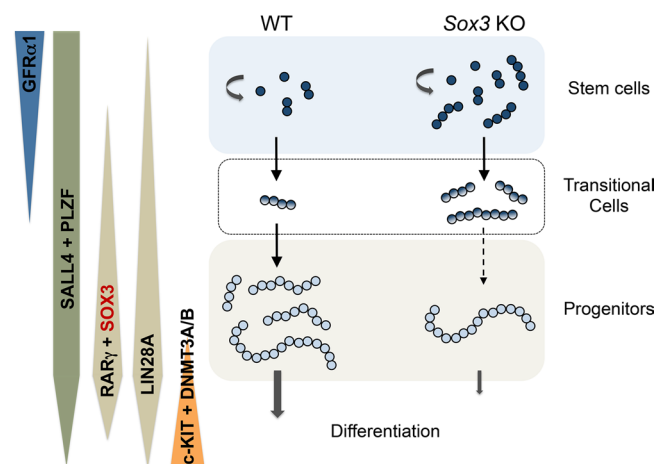 WT
Sox3 KO
GFRα1
SALL4 + PLZF
RARγ + SOX3
LIN28A
c-KIT + DNMT3A/B
Stem cells
Transitional
Cells
Progenitors
Differentiation